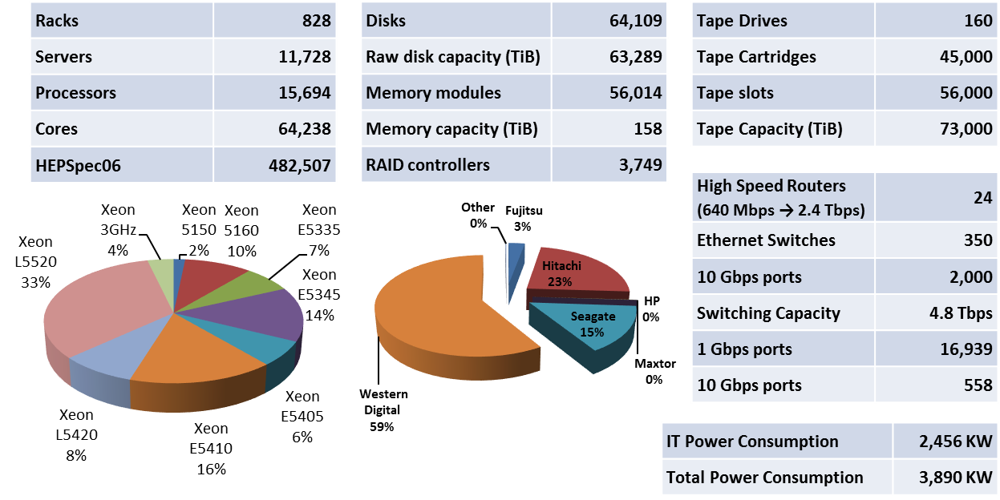 Racks 828
Servers 11,728
Processors 15,694
Cores 64,238
HEPSpec06 482,507
Disks 64,109
Raw disk capacity (TiB) 63,289
Memory modules 56,014
Memory capacity (TiB) 158
RAID controllers 3,749
Tape Drives 160
Tape Cartridges 45,000
Tape slots 56,000
Tape Capacity (TiB) 73,000
High Speed Routers
(640 Mbps → 2.4 Tbps) 24
Ethernet Switches 350
10 Gbps ports 2,000
Switching Capacity 4.8 Tbps
1 Gbps ports 16,939
10 Gbps ports 558
IT Power Consumption 2,456 KW
Total Power Consumption 3,890 KW
Xeon
3GHz
4%
Xeon
5150
2%
Xeon
5160
10%
Xeon
E5335
7%
Xeon
E5345
14%
Xeon
E5405
6%
Xeon
E5410
16%
Xeon
L5420
8%
Xeon
L5520
33%
Other
0%
Fujitsu
3%
Hitachi
23%
HP
0%
Seagate
15%
Maxtor
0%
Western
Digital
59%